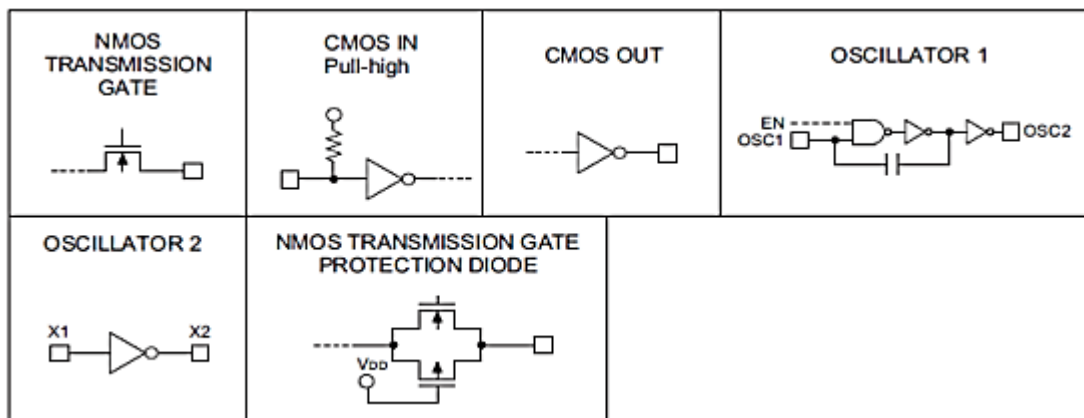 NMOS
TRANSMISSION
GATE
CMOS IN
Pull-high
CMOS OUT
OSCILLATOR 1
EN
OSC1
OSC2
OSCILLATOR 2
X1
X2
NMOS TRANSMISSION GATE
PROTECTION DIODE
VDD